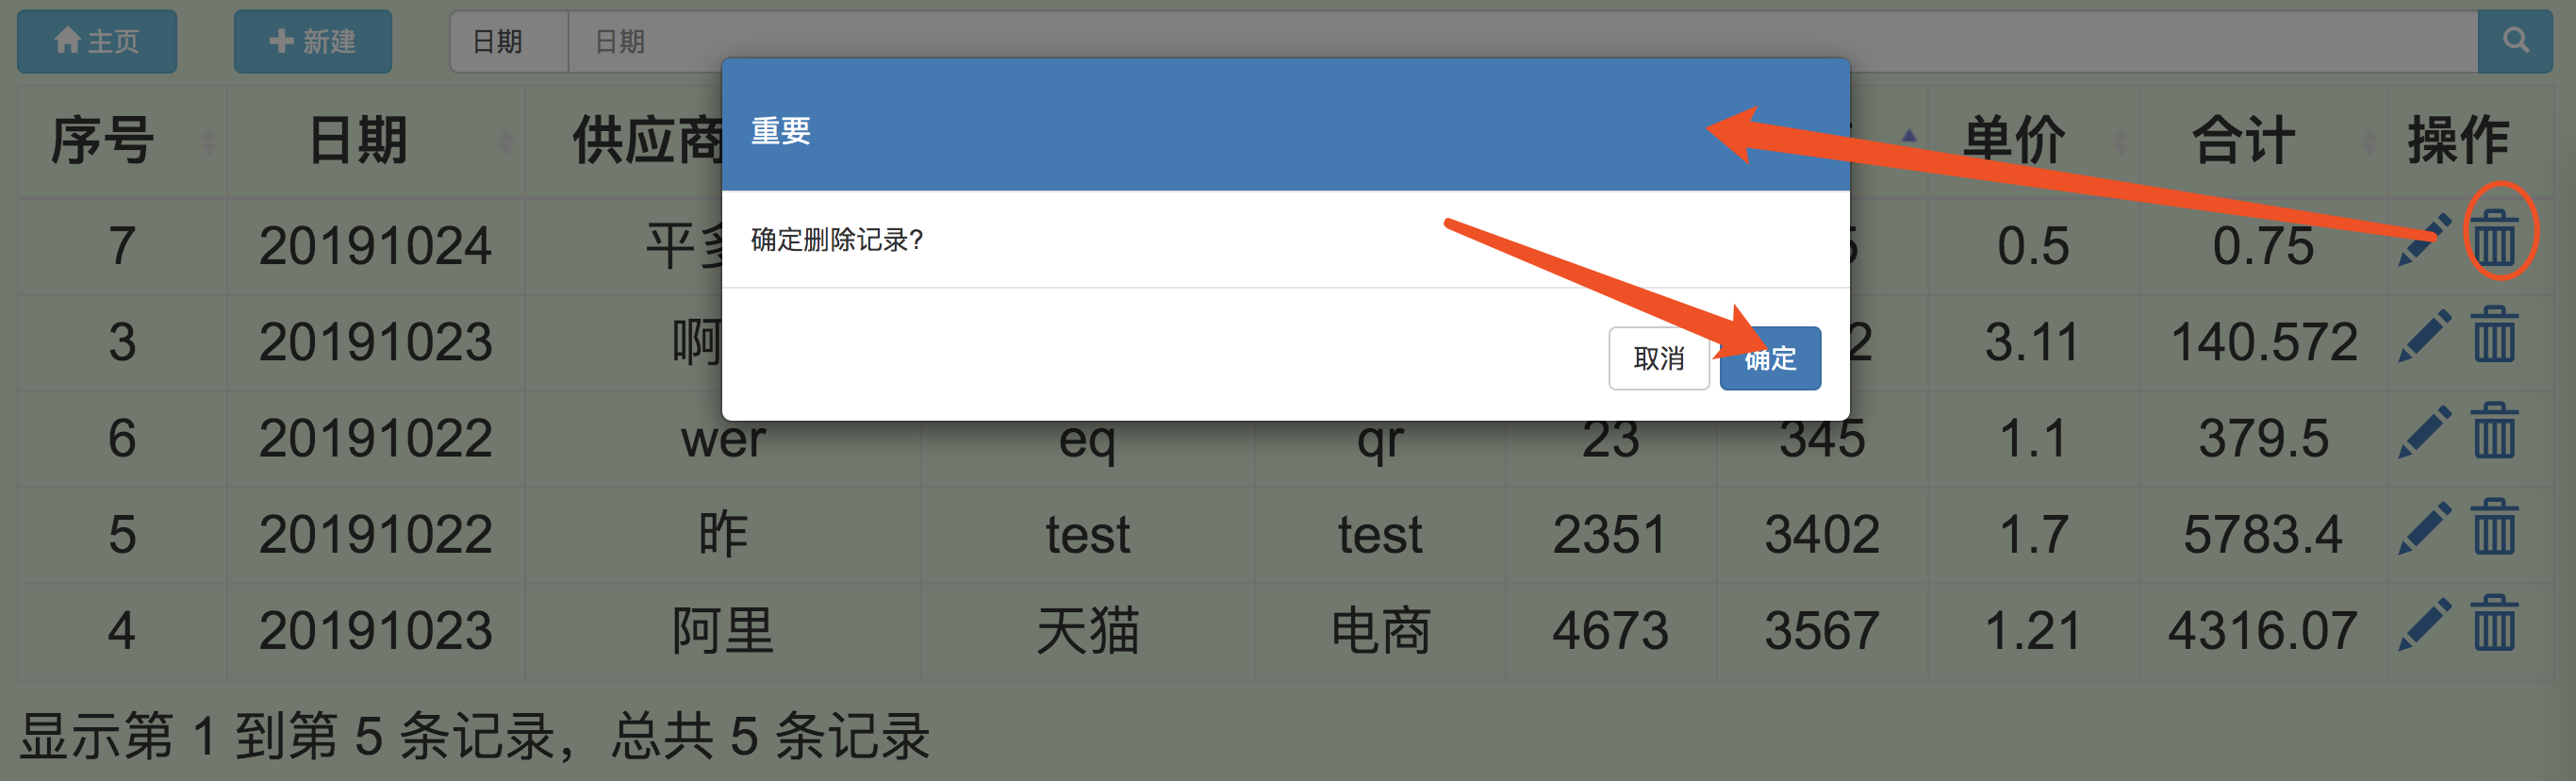 主页 新建 日期 日期
重要
序号 日期 供应商 单价 合计 操作
确定删除记录?
7 20191024 平 0.5 0.75
3 20191023 啊 3.11 140.572
取消 确定
6 20191022 wer eq qr 23 345 1.1 379.5
5 20191022 昨 test test 2351 3402 1.7 5783.4
4 20191023 阿里 天猫 电商 4673 3567 1.21 4316.07
显示第 1 到第 5 条记录，总共 5 条记录